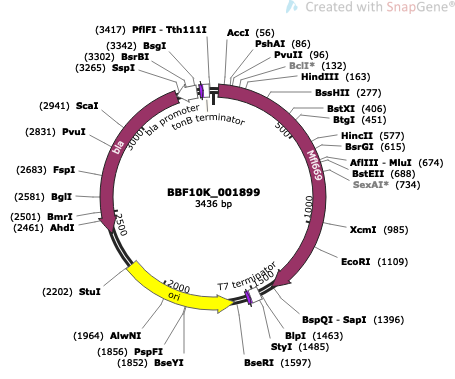 Created with SnapGene®
(3417) PflFI - Tth111I
(3342) BsgI
(3302) BsrBI
(3265) SspI
(2941) ScaI
(2831) PvuI
(2683) FspI
(2581) BglI
(2501) BmrI
(2461) AhdI
(2202) StuI
(1964) AlwNI
(1856) PspFI
(1852) BseYI
AccI (56)
PshAI (86)
PvuII (96)
BclI* (132)
HindIII (163)
BssHII (277)
BstXI (406)
BtgI (451)
HincII (577)
BsrGI (615)
AflIII - MluI (674)
BstEII (688)
SexAI* (734)
XcmI (985)
EcoRI (1109)
BspQI - SapI (1396)
BlpI (1463)
StyI (1485)
BseRI (1597)
bla promoter
tonB terminator
bla
Mfl669
T7 terminator
ori
500
1000
1500
2000
2500
3000
BBF10K_001899
3436 bp